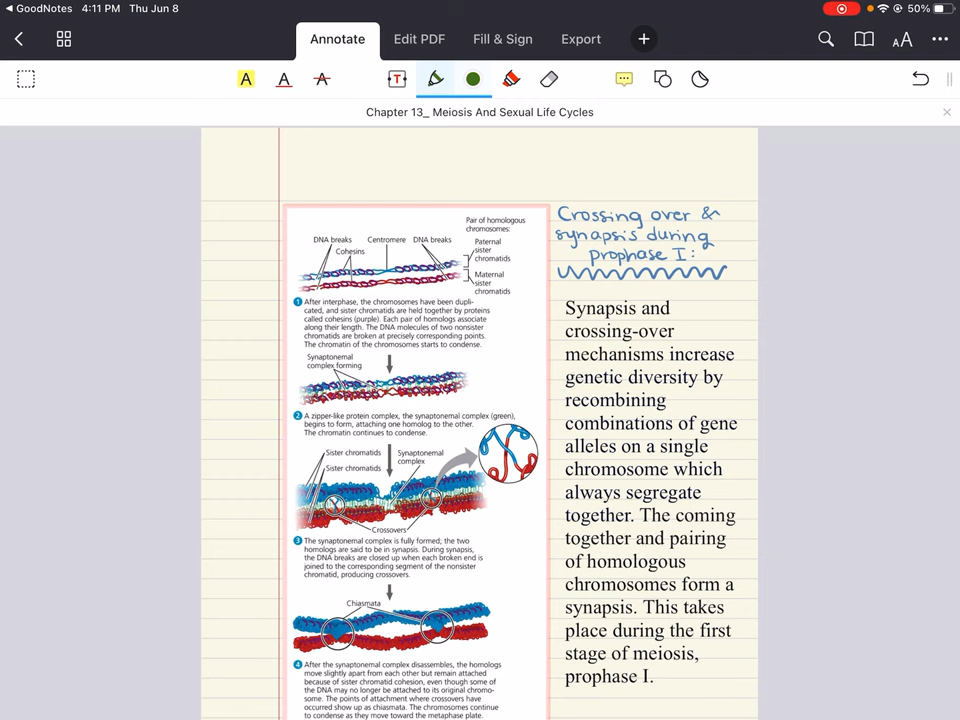 ◀ GoodNotes 4:11 PM Thu Jun 8 50%
Annotate Edit PDF Fill & Sign Export +
A A A T AA
Chapter 13_ Meiosis And Sexual Life Cycles
Pair of homologous
chromosomes:
DNA breaks Centromere DNA breaks
Cohesins
Paternal
sister
chromatids
Maternal
sister
chromatids
1 After interphase, the chromosomes have been dupli-
cated, and sister chromatids are held together by proteins
called cohesins (purple). Each pair of homologs associate
along their length. The DNA molecules of two nonsister
chromatids are broken at precisely corresponding points.
The chromatin of the chromosomes starts to condense.
Synaptonemal
complex forming
2 A zipper-like protein complex, the synaptonemal complex (green),
begins to form, attaching one homolog to the other.
The chromatin continues to condense.
Sister chromatids
Sister chromatids
Synaptonemal
complex
Crossovers
3 The synaptonemal complex is fully formed; the two
homologs are said to be in synapsis. During synapsis,
the DNA breaks are closed up when each broken end is
joined to the corresponding segment of the nonsister
chromatid, producing crossovers.
Chiasmata
4 After the synaptonemal complex disassembles, the homologs
move slightly apart from each other but remain attached
because of sister chromatid cohesion, even though some of
the DNA may no longer be attached to its original chromo-
some. The points of attachment where crossovers have
occurred show up as chiasmata. The chromosomes continue
to condense as they move toward the metaphase plate.
Crossing over &
synapsis during
prophase I:
Synapsis and
crossing-over
mechanisms increase
genetic diversity by
recombining
combinations of gene
alleles on a single
chromosome which
always segregate
together. The coming
together and pairing
of homologous
chromosomes form a
synapsis. This takes
place during the first
stage of meiosis,
prophase I.